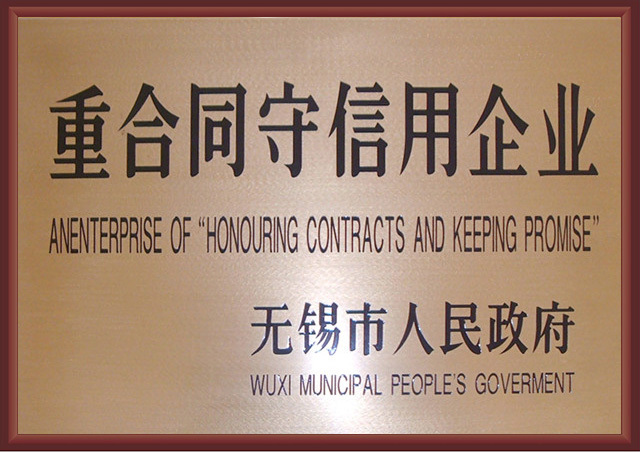 重合同守信用企业
ANENTERPRISE OF “HONOURING CONTRACTS AND KEEPING PROMISE”
无锡市人民政府
WUXI MUNICIPAL PEOPLE'S GOVERMENT